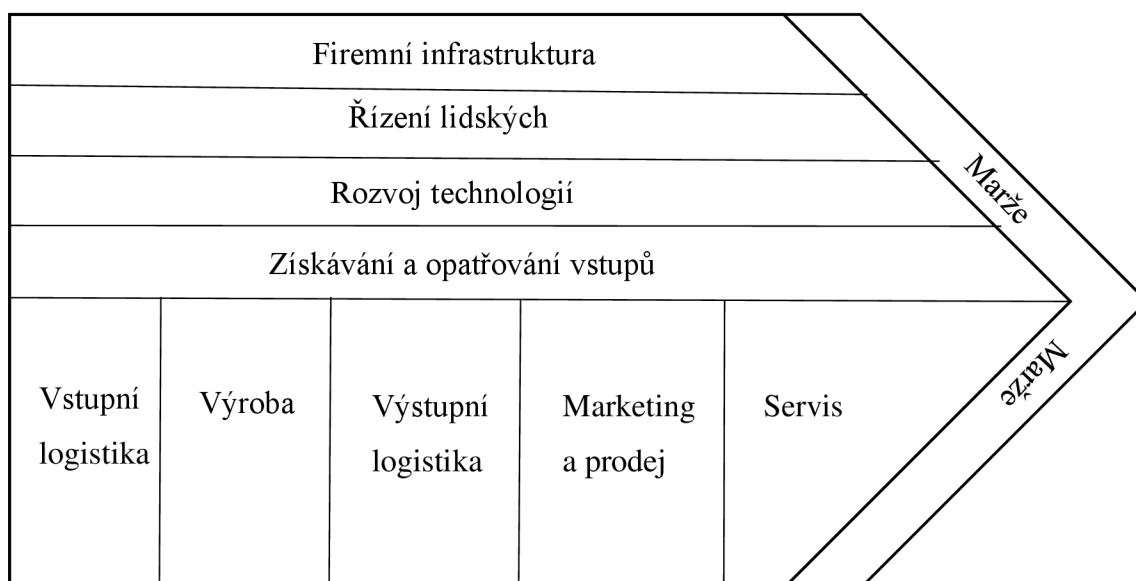 Firemní infrastruktura
Řízení lidských
Rozvoj technologií
Získávání a opatřování vstupů
Marže
Vstupní
logistika
Výroba
Výstupní
logistika
Marketing
a prodej
Servis
Marže